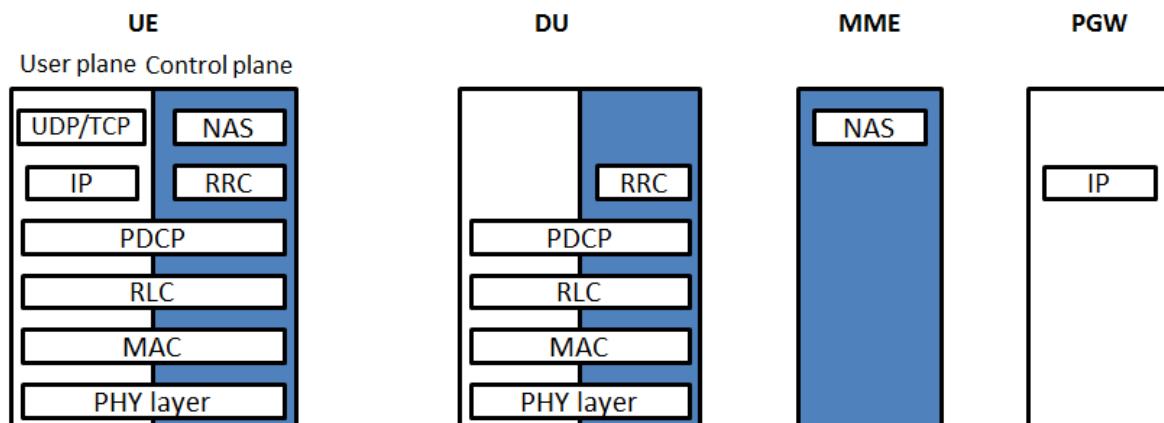 UE
DU
MME
PGW
User plane
Control plane
UDP/TCP
NAS
NAS
IP
RRC
RRC
IP
PDCP
PDCP
RLC
RLC
MAC
MAC
PHY layer
PHY layer